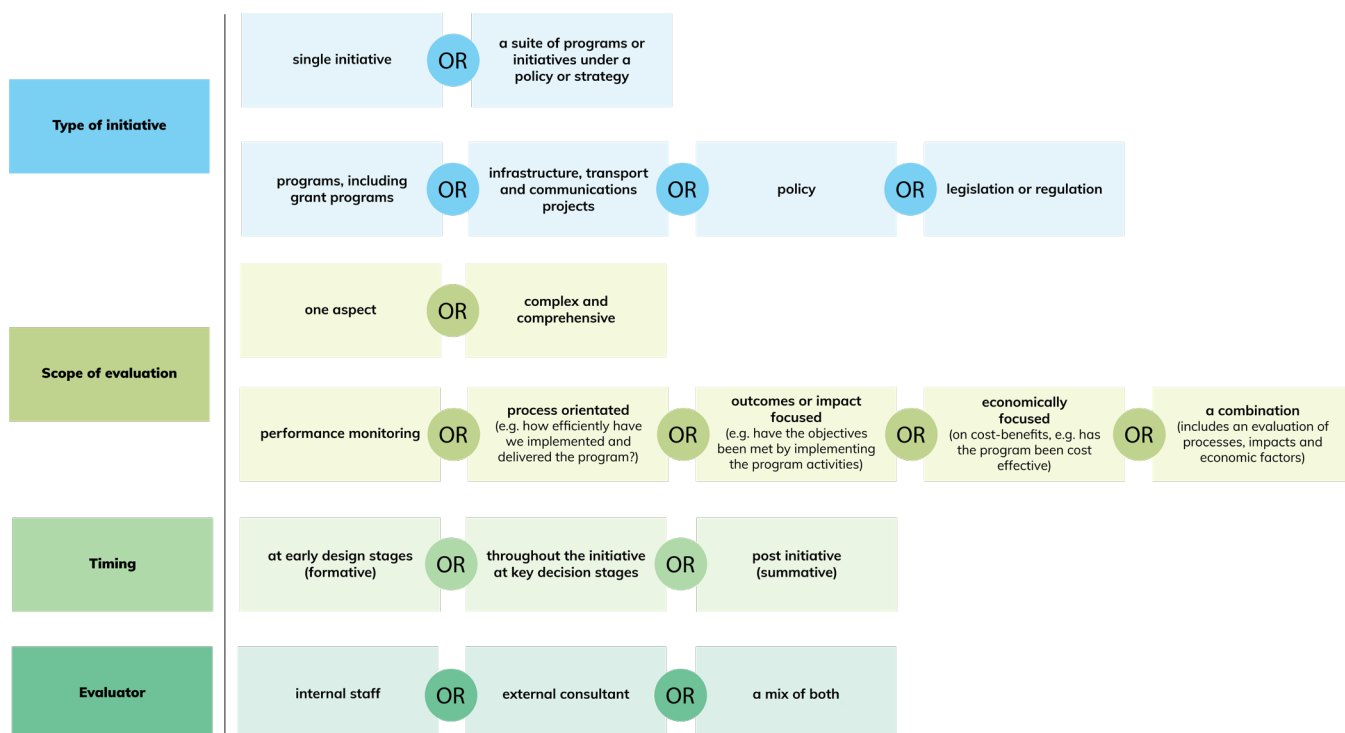 Type of initiative
single initiative
OR
a suite of programs or
initiatives under a
policy or strategy
programs, including
grant programs
OR
infrastructure, transport
and communications
projects
OR
policy
OR
legislation or regulation
Scope of evaluation
one aspect
OR
complex and
comprehensive
performance monitoring
OR
process orientated
(e.g. how efficiently have
we implemented and
delivered the program?)
OR
outcomes or impact
focused
(e.g. have the objectives
been met by implementing
the program activities)
OR
economically
focused
(on cost-benefits, e.g. has
the program been cost
effective)
OR
a combination
(includes an evaluation of
processes, impacts and
economic factors)
Timing
at early design stages
(formative)
OR
throughout the initiative
at key decision stages
OR
post initiative
(summative)
Evaluator
internal staff
OR
external consultant
OR
a mix of both